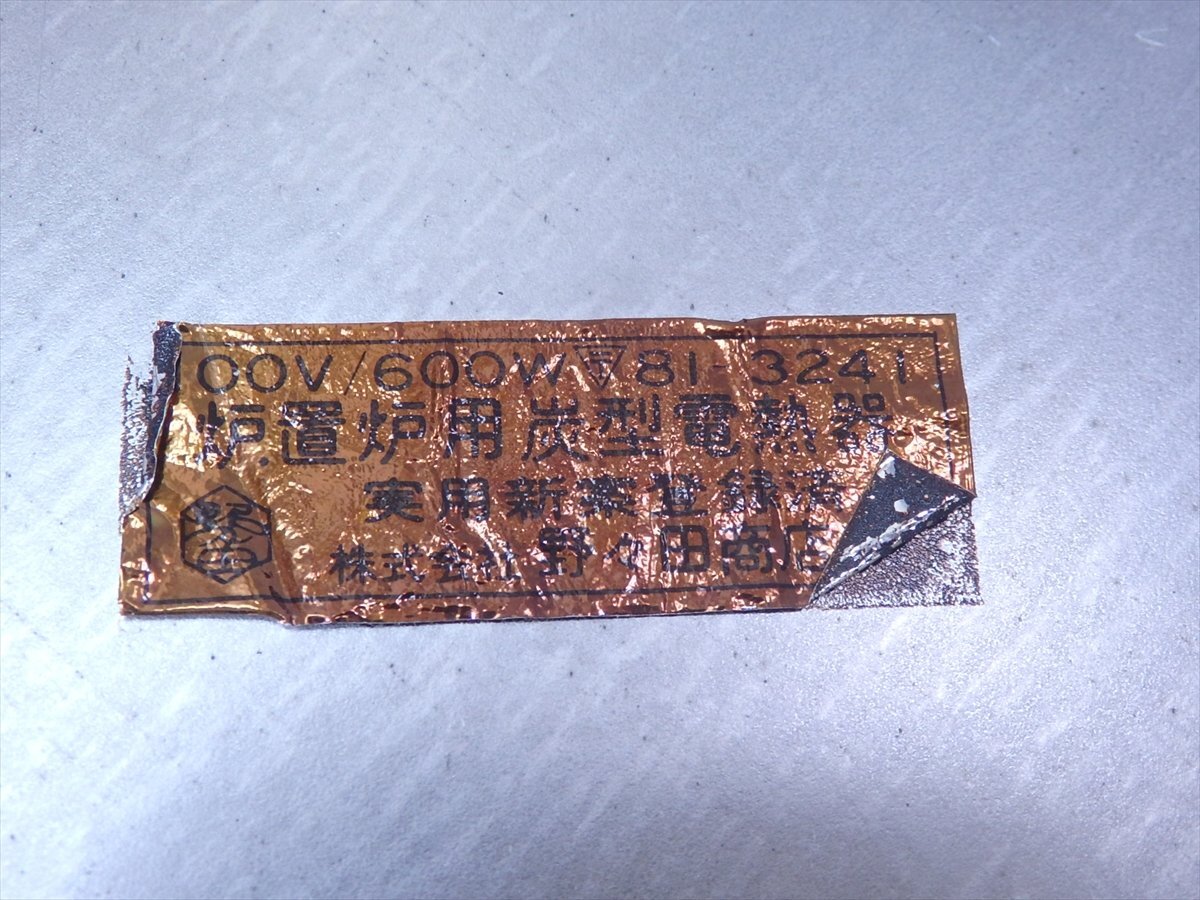 00V/600W 〒 81-3241
炉置炉用炭型電熱器
実用新案登録済
株式会社 野々田商店